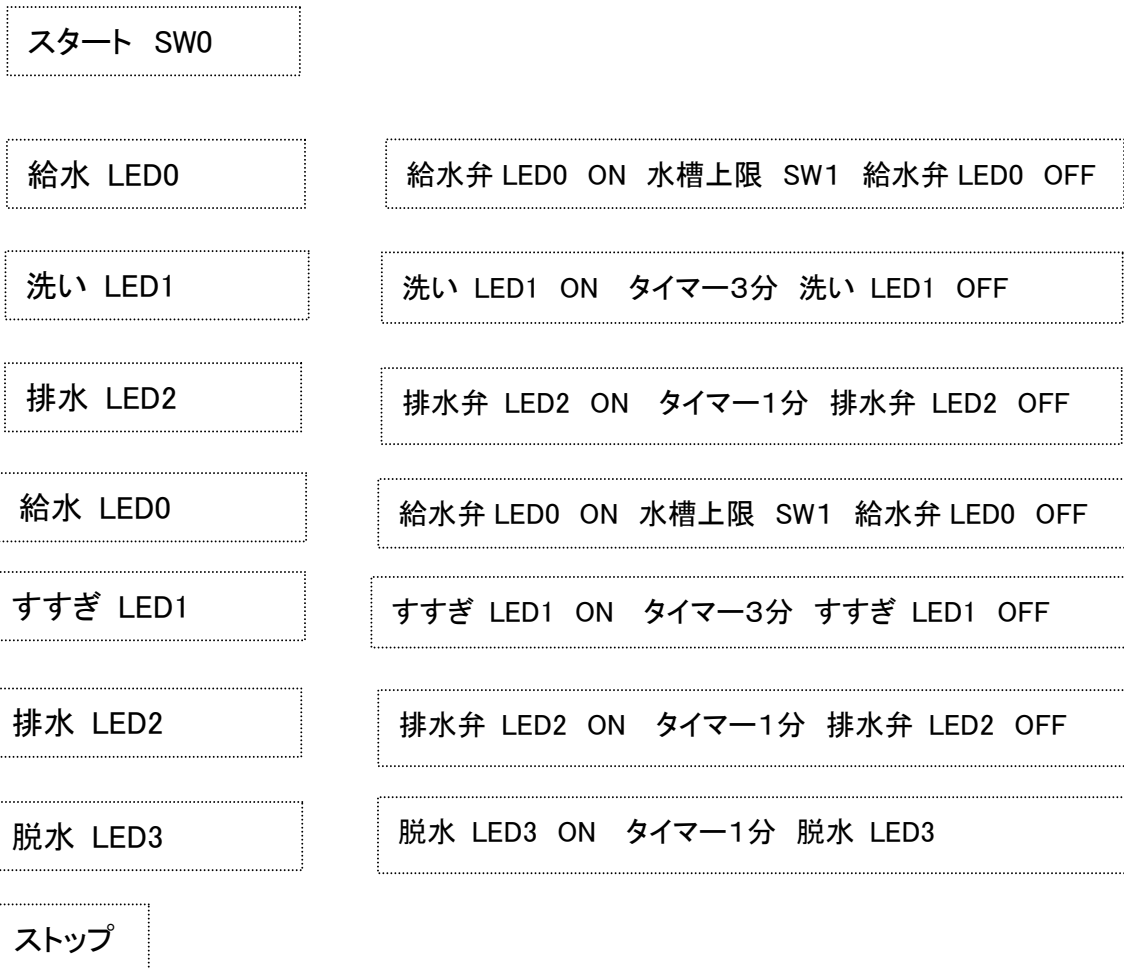 スタート SW0
給水 LED0
給水弁 LED0 ON 水槽上限 SW1 給水弁 LED0 OFF
洗い LED1
洗い LED1 ON タイマー3分 洗い LED1 OFF
排水 LED2
排水弁 LED2 ON タイマー1分 排水弁 LED2 OFF
給水 LED0
給水弁 LED0 ON 水槽上限 SW1 給水弁 LED0 OFF
すすぎ LED1
すすぎ LED1 ON タイマー3分 すすぎ LED1 OFF
排水 LED2
排水弁 LED2 ON タイマー1分 排水弁 LED2 OFF
脱水 LED3
脱水 LED3 ON タイマー1分 脱水 LED3
ストップ